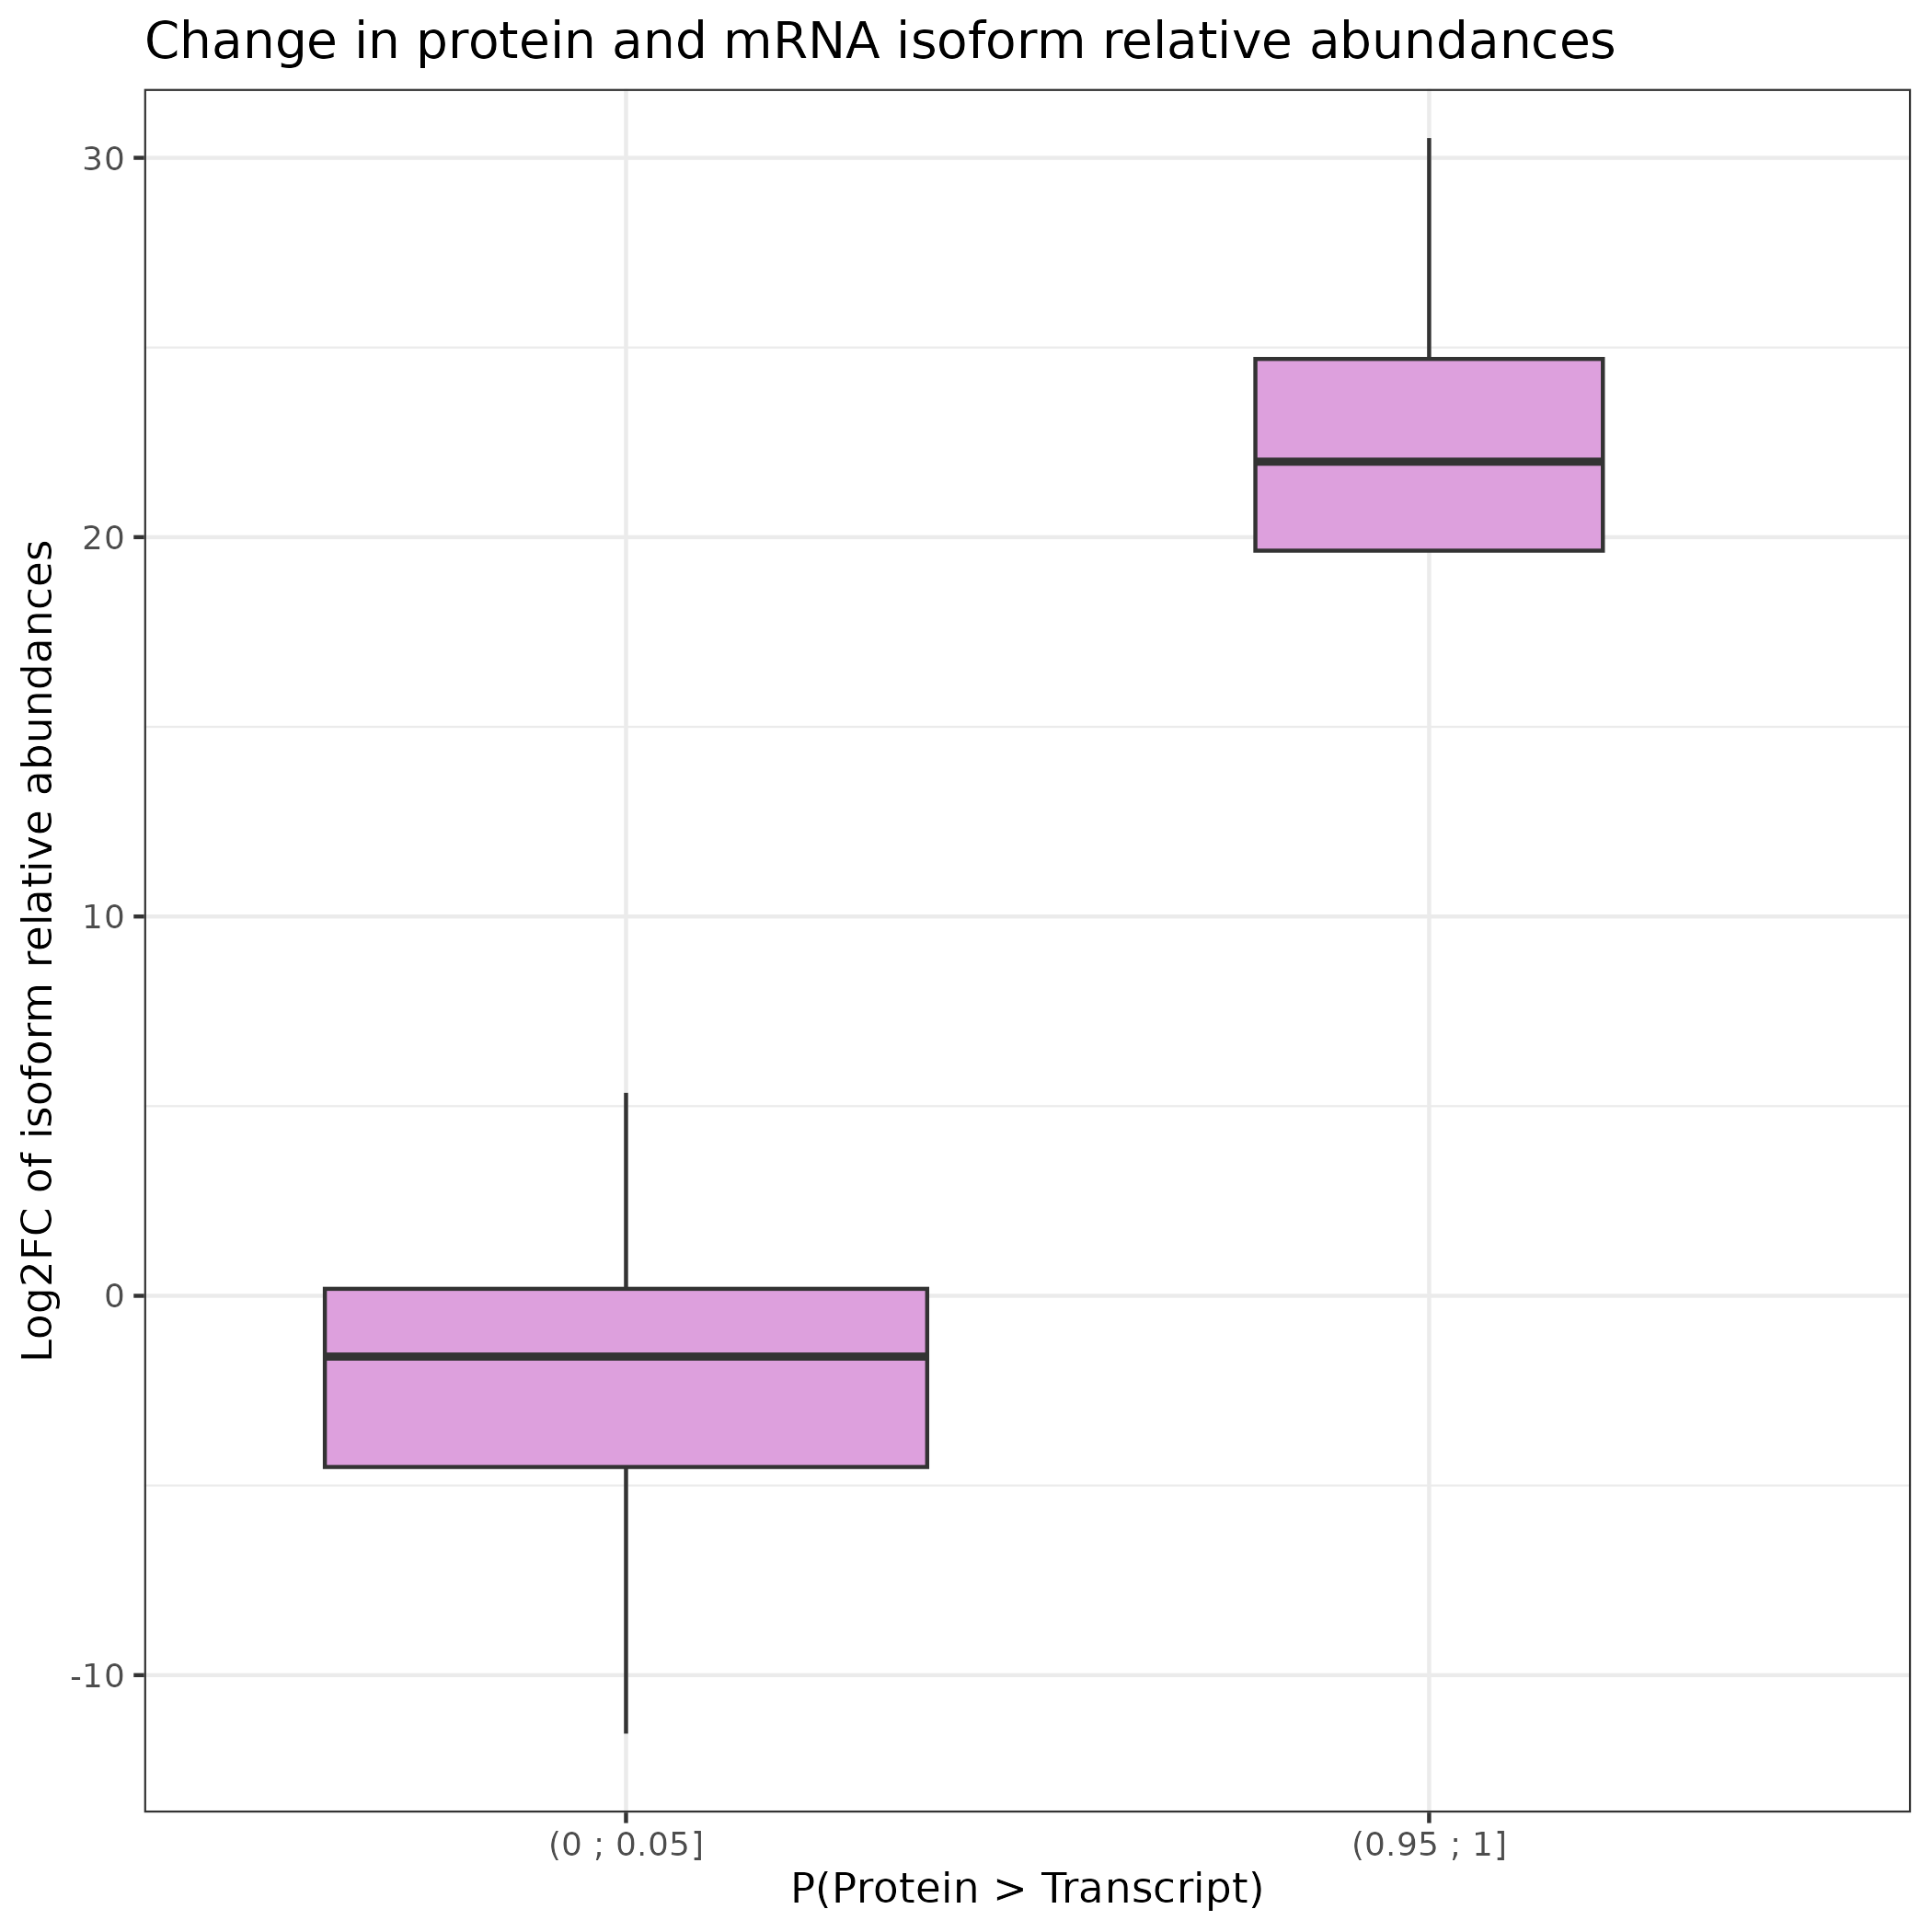 Change in protein and mRNA isoform relative abundances
Log2FC of isoform relative abundances
30
20
10
0
-10
(0 ; 0.05]
(0.95 ; 1]
P(Protein > Transcript)